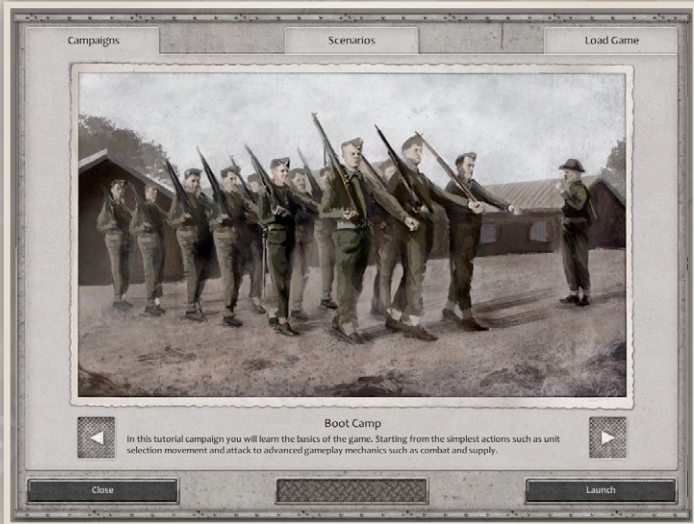 Campaigns
Scenarios
Load Game
Boot Camp
In this tutorial campaign you will learn the basics of the game. Starting from the simplest actions such as unit
selection movement and attack to advanced gameplay mechanics such as combat and supply.
Close
Launch